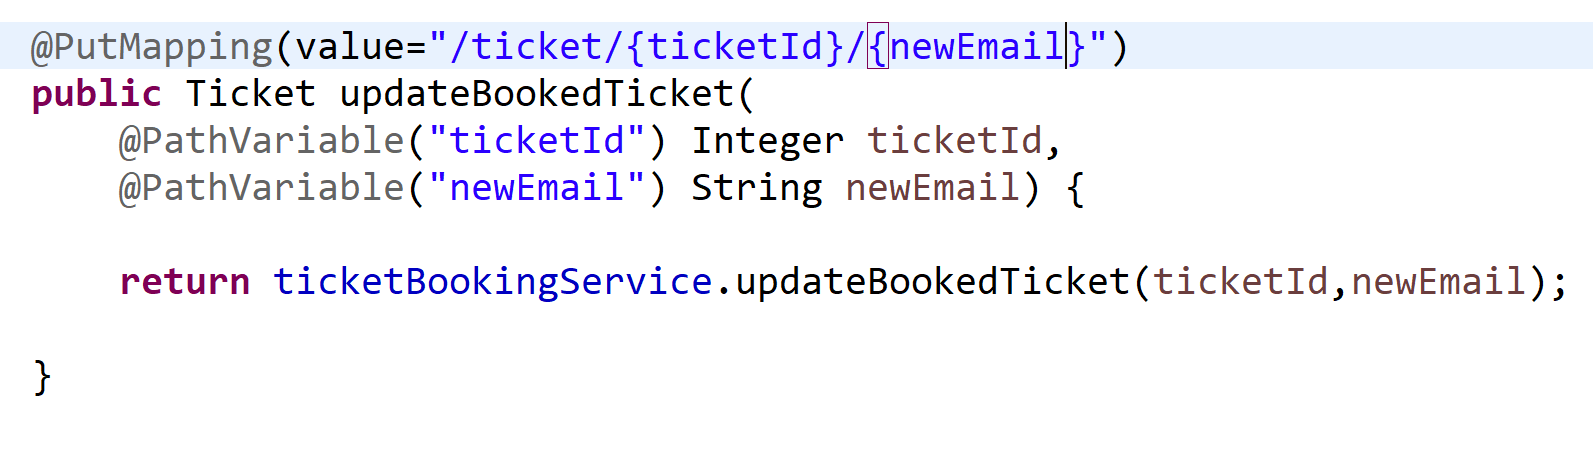 @PutMapping(value="/ticket/{ticketId}/{newEmail}")
public Ticket updateBookedTicket(
@PathVariable("ticketId") Integer ticketId,
@PathVariable("newEmail") String newEmail) {
return ticketBookingService.updateBookedTicket(ticketId,newEmail);
}